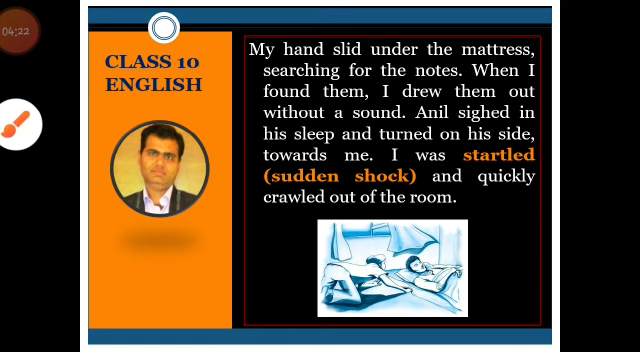 04:22
CLASS 10
ENGLISH
My hand slid under the mattress,
searching for the notes. When I
found them, I drew them out
without a sound. Anil sighed in
his sleep and turned on his side,
towards me. I was startled
(sudden shock) and quickly
crawled out of the room.